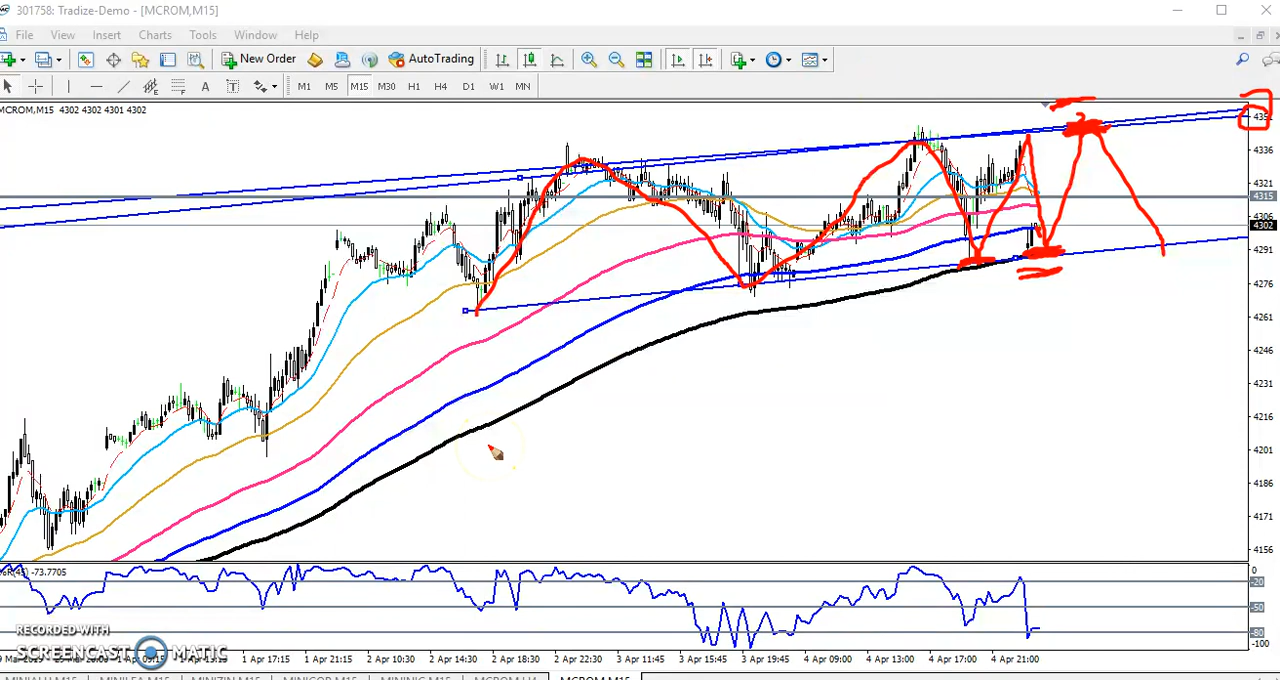 301758: Tradize-Demo - [MCROM,M15]
File View Insert Charts Tools Window Help
New Order AutoTrading
A T M1 M5 M15 M30 H1 H4 D1 W1 MN
MCROM,M15 4302 4302 4301 4302
4336
4321
4315
4306
4302
4291
4276
4261
4246
4231
4216
4201
4186
4171
4156
%R(45) -73.7705
0
-20
-50
-80
-100
RECORDED WITH
SCREENCAST MATIC
1 Apr 17:15 1 Apr 21:15 2 Apr 10:30 2 Apr 14:30 2 Apr 18:30 2 Apr 22:30 3 Apr 11:45 3 Apr 15:45 3 Apr 19:45 4 Apr 09:00 4 Apr 13:00 4 Apr 17:00 4 Apr 21:00
MCROM,H4 MCROM,M15